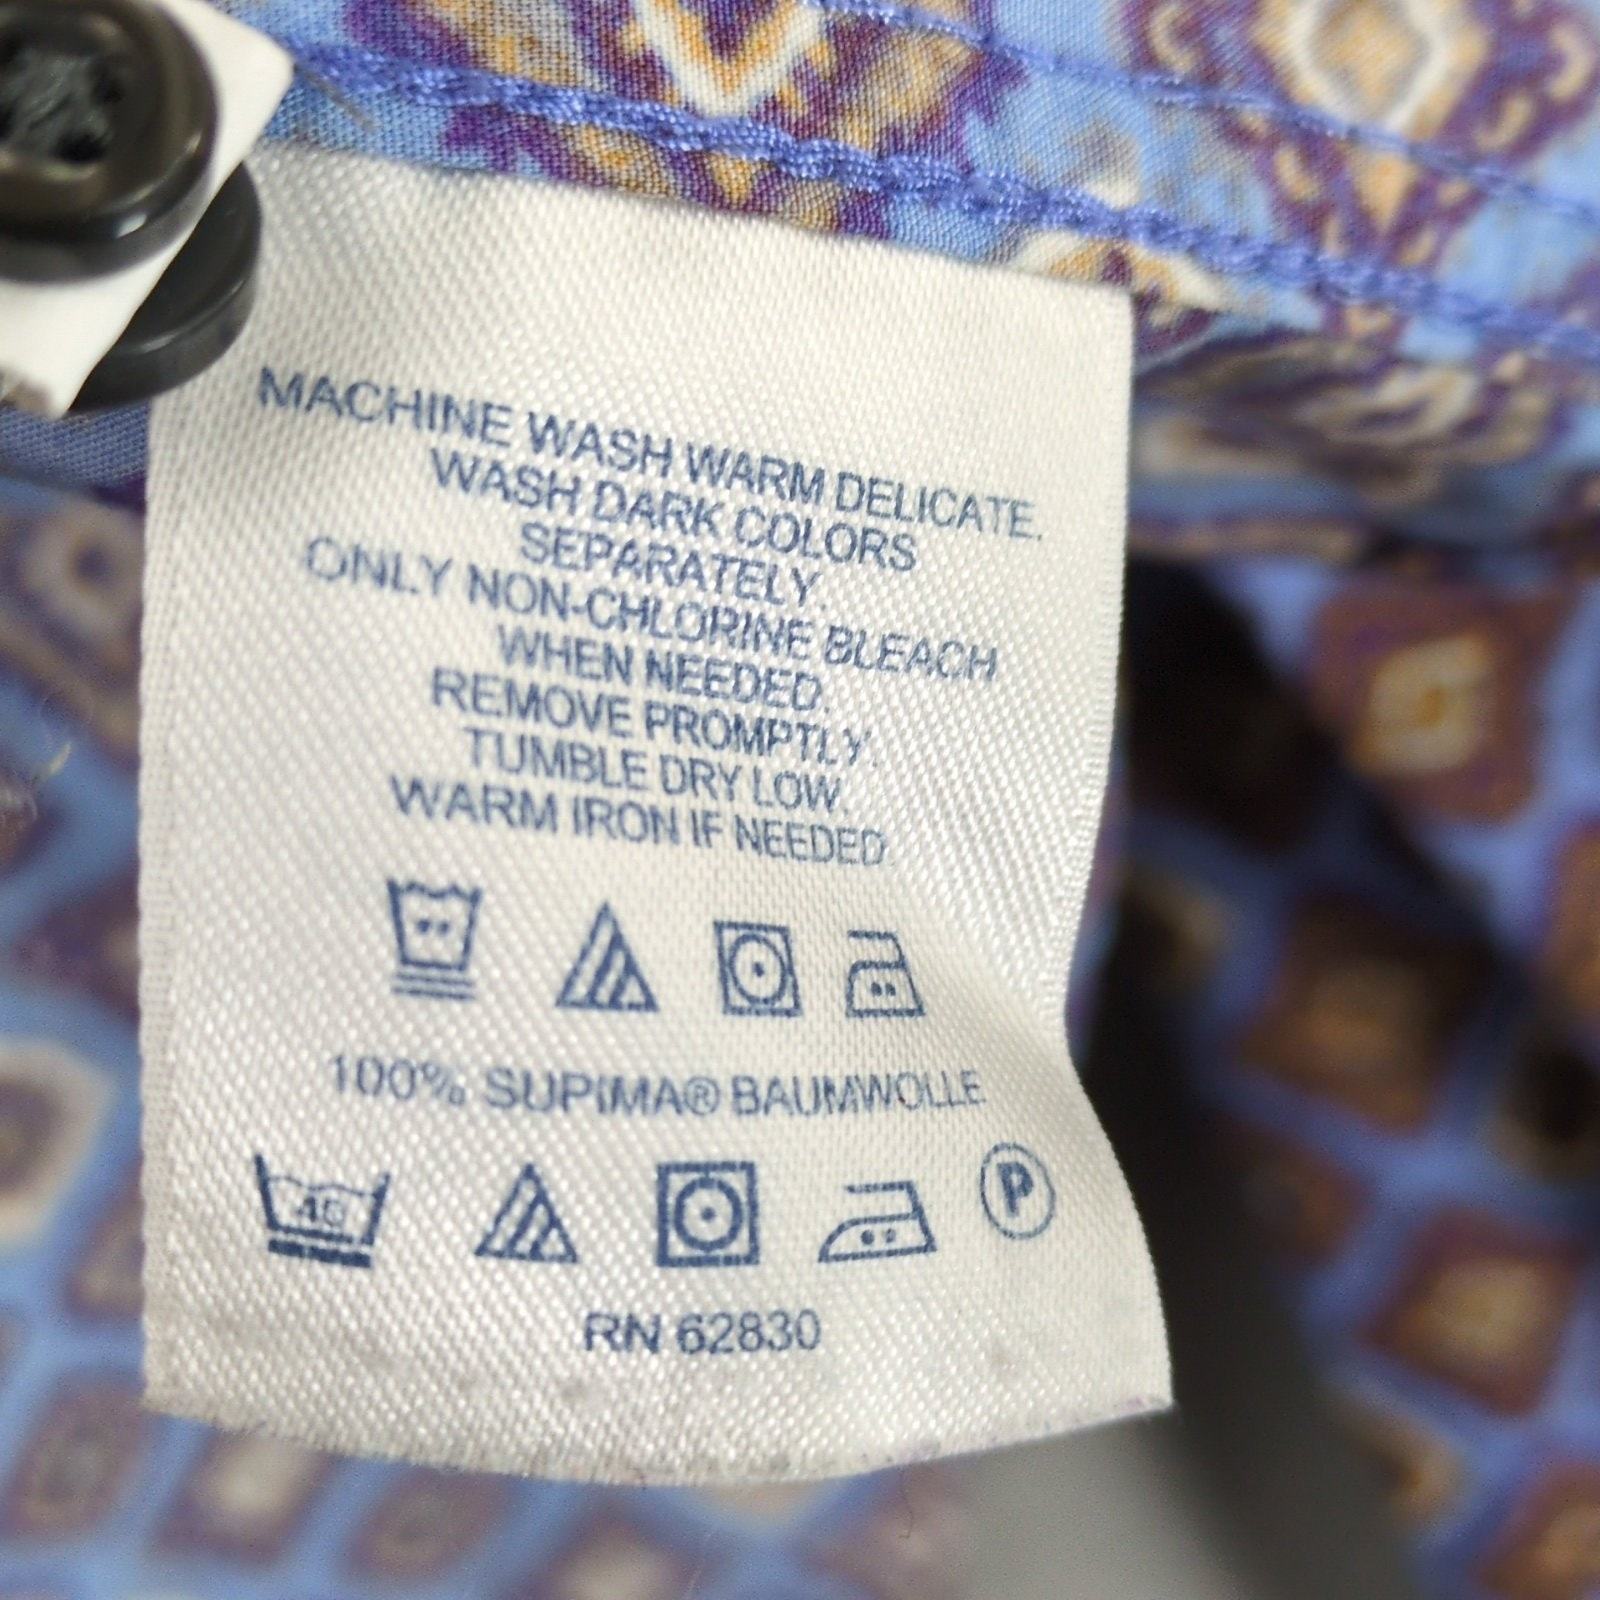 MACHINE WASH WARM DELICATE.
WASH DARK COLORS
SEPARATELY.
ONLY NON-CHLORINE BLEACH
WHEN NEEDED.
REMOVE PROMPTLY.
TUMBLE DRY LOW.
WARM IRON IF NEEDED
100% SUPIMA® BAUMWOLLE
40
P
RN 62830